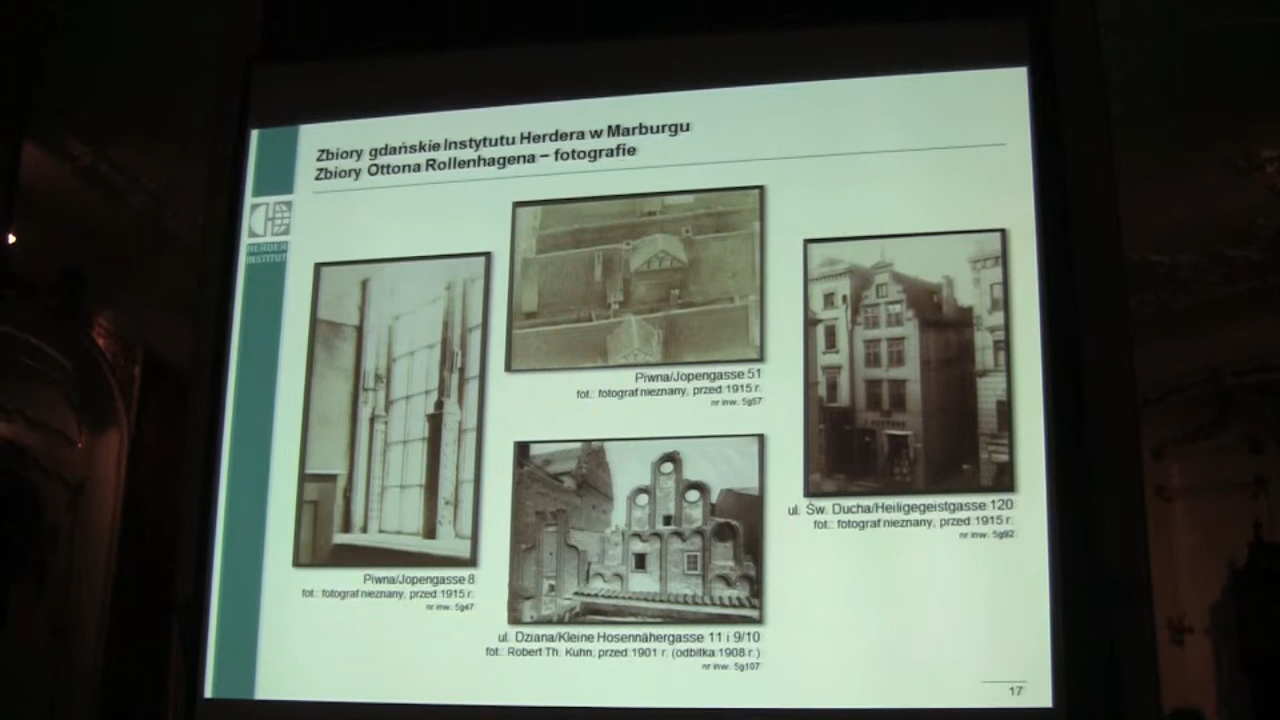 Zbiory gdańskie Instytutu Herdera w Marburgu
Zbiory Ottona Rollenhagena – fotografie
HERDER
INSTITUT
Piwna/Jopengasse 51
fot.: fotograf nieznany, przed 1915 r.
nr inw. 5g57
ul. Św. Ducha/Heiligegeistgasse 120
fot.: fotograf nieznany, przed 1915 r.
nr inw. 5g92
Piwna/Jopengasse 8
fot.: fotograf nieznany, przed 1915 r.
nr inw. 5g47
ul. Dziana/Kleine Hosennähergasse 11 i 9/10
fot.: Robert Th. Kuhn, przed 1901 r. (odbitka 1908 r.)
nr inw. 5g107
17